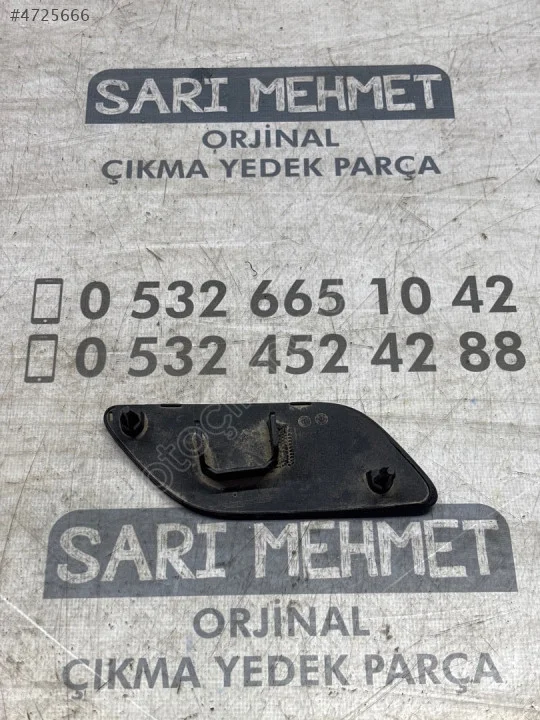 #4725666
SARI MEHMET
ORJİNAL
ÇIKMA YEDEK PARÇA
0 532 665 10 42
0 532 452 42 88
SARI MEHMET
ORJİNAL
ÇIKMA YEDEK PARÇA